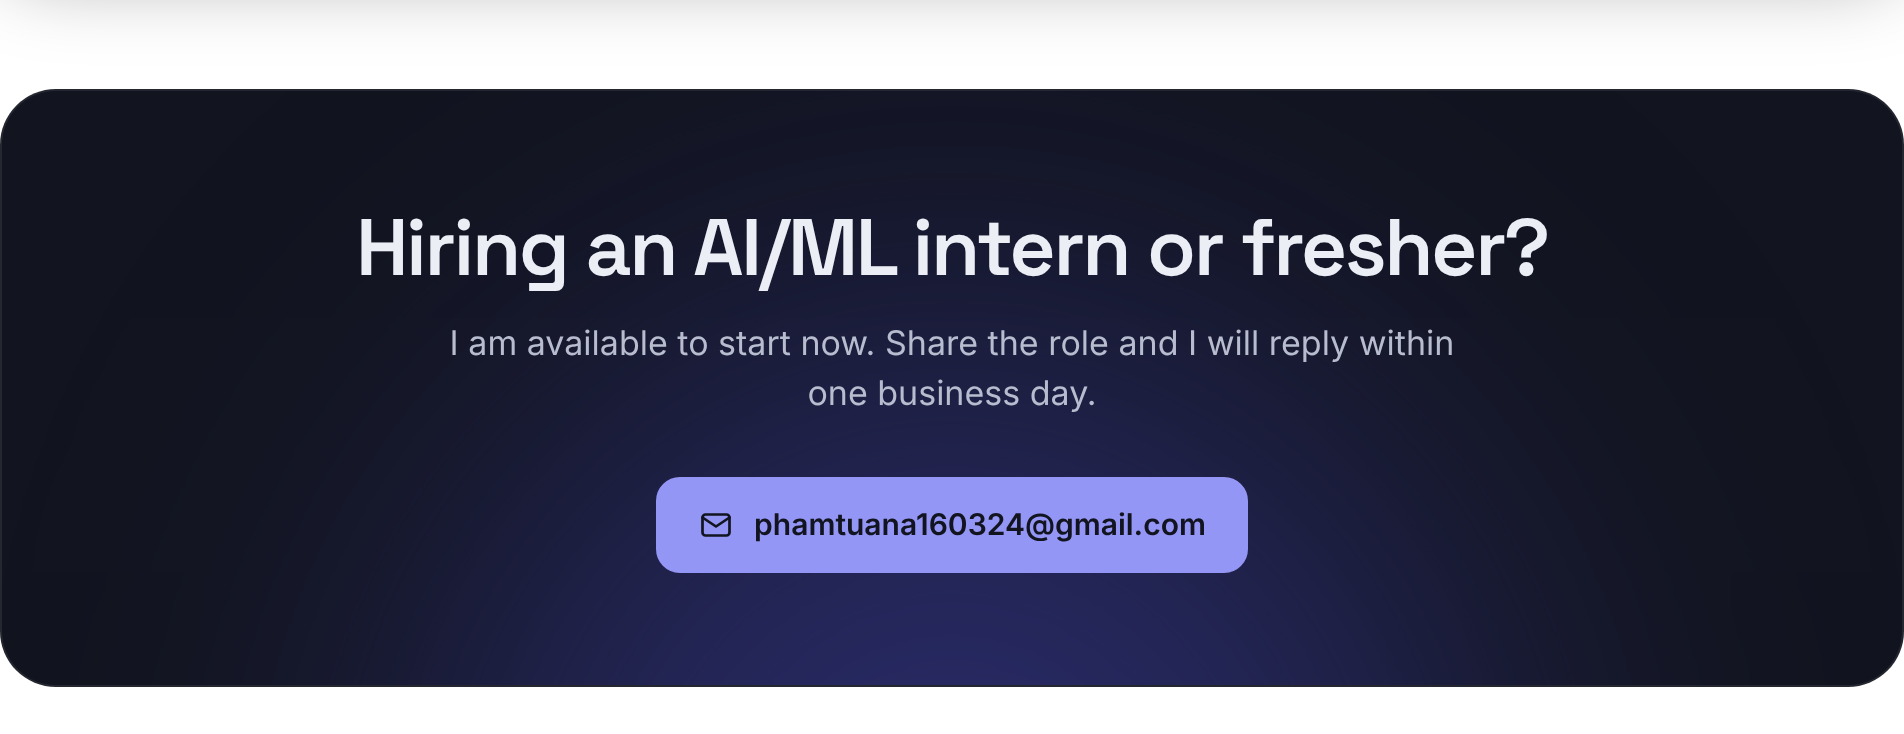 Hiring an AI/ML intern or fresher?
I am available to start now. Share the role and I will reply within
one business day.
phamtuana160324@gmail.com